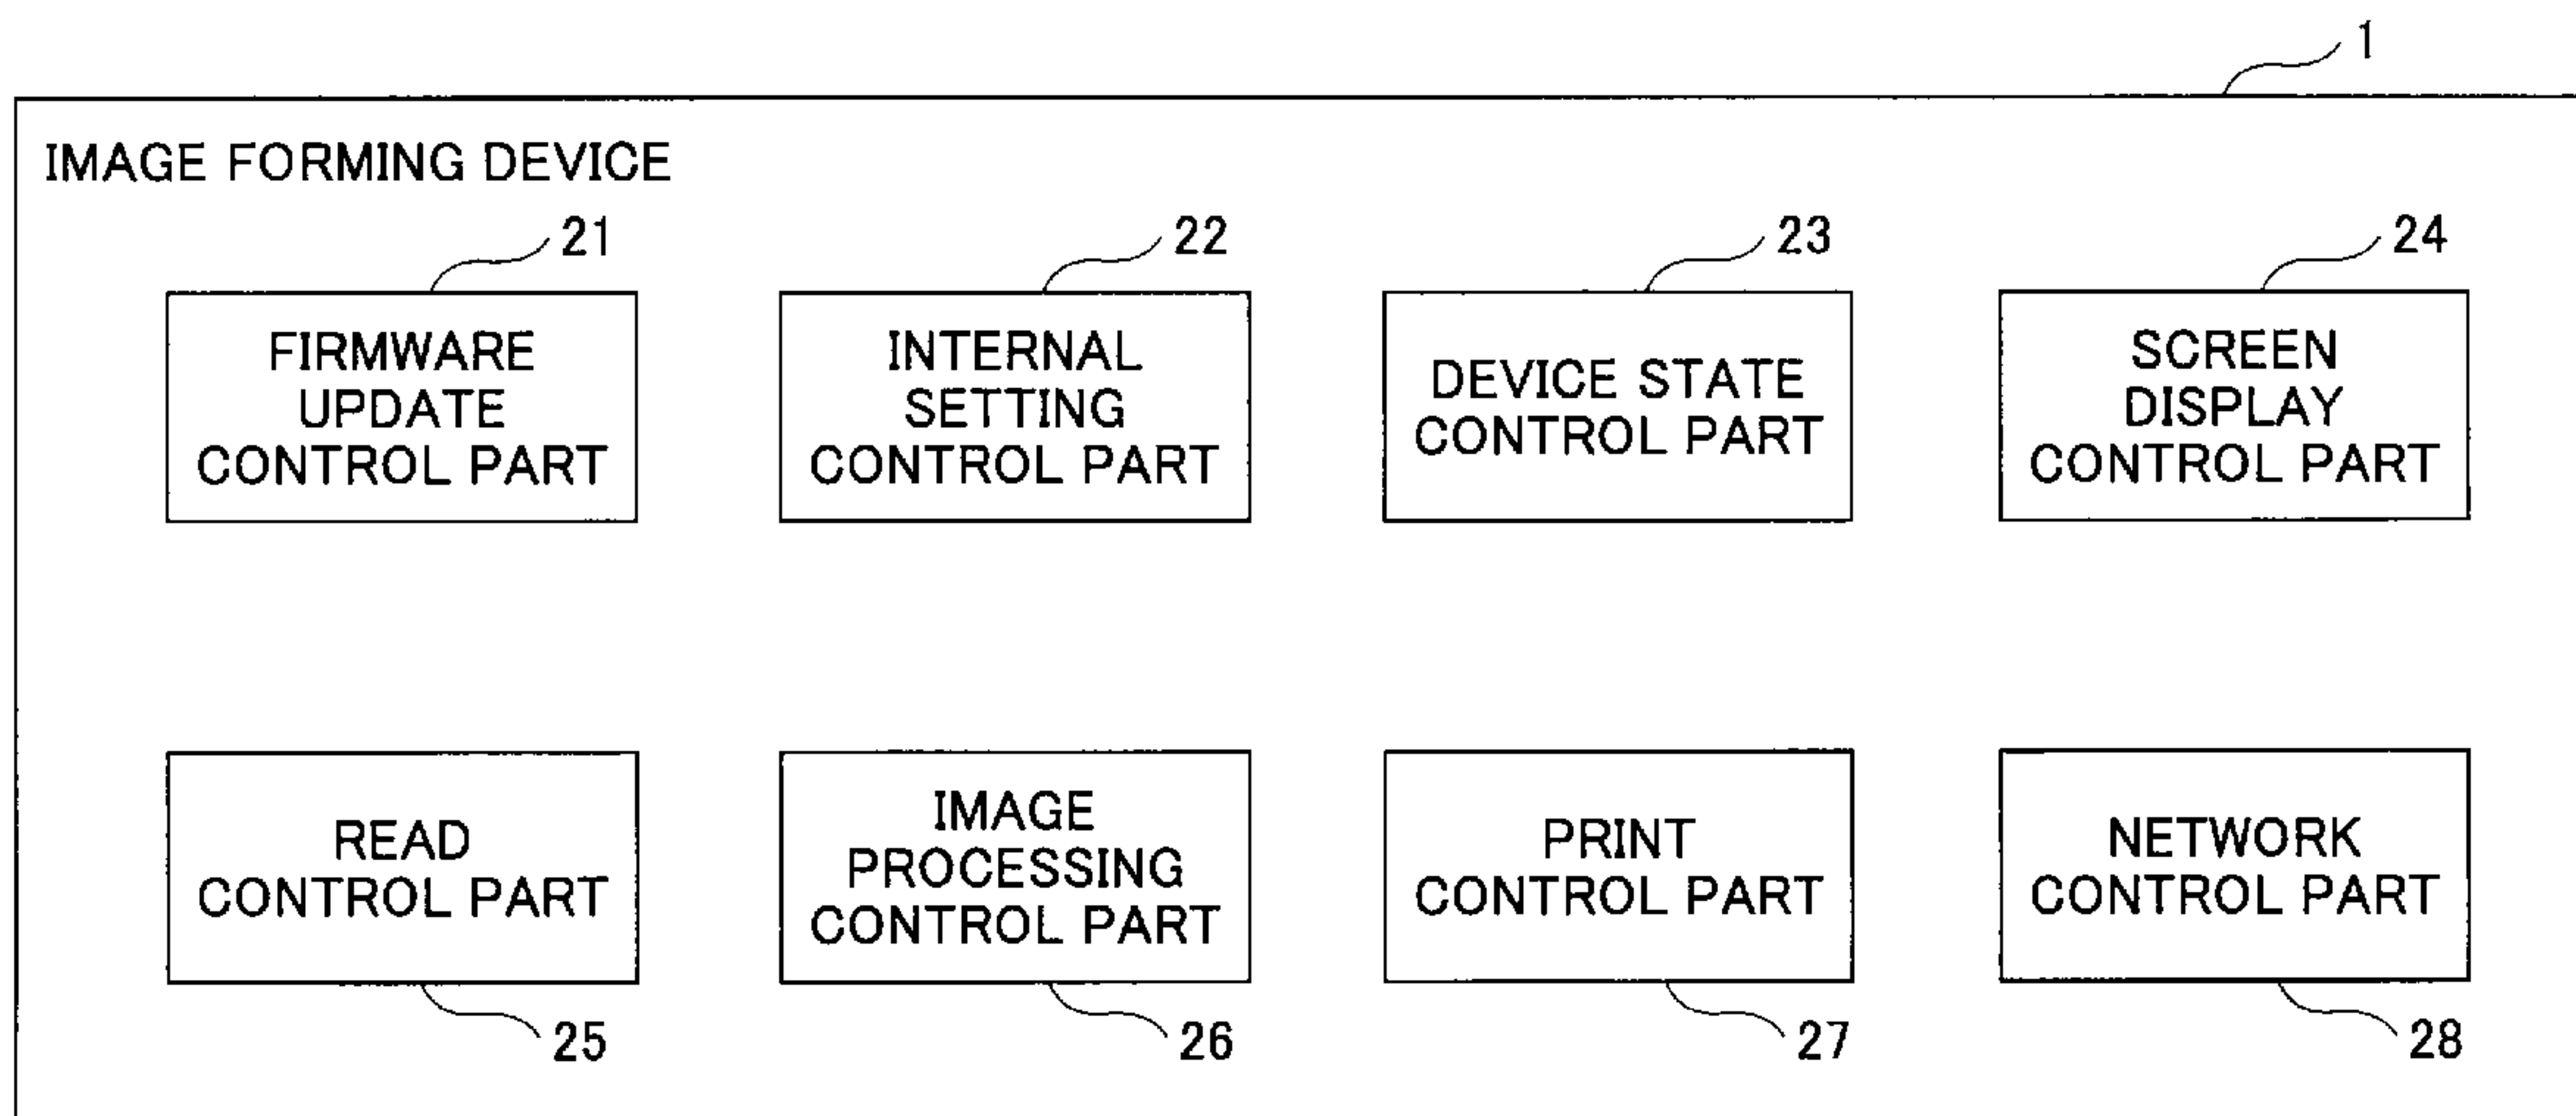 1
IMAGE FORMING DEVICE
21
22
23
24
FIRMWARE
UPDATE
CONTROL PART
INTERNAL
SETTING
CONTROL PART
DEVICE STATE
CONTROL PART
SCREEN
DISPLAY
CONTROL PART
READ
CONTROL PART
IMAGE
PROCESSING
CONTROL PART
PRINT
CONTROL PART
NETWORK
CONTROL PART
25
26
27
28